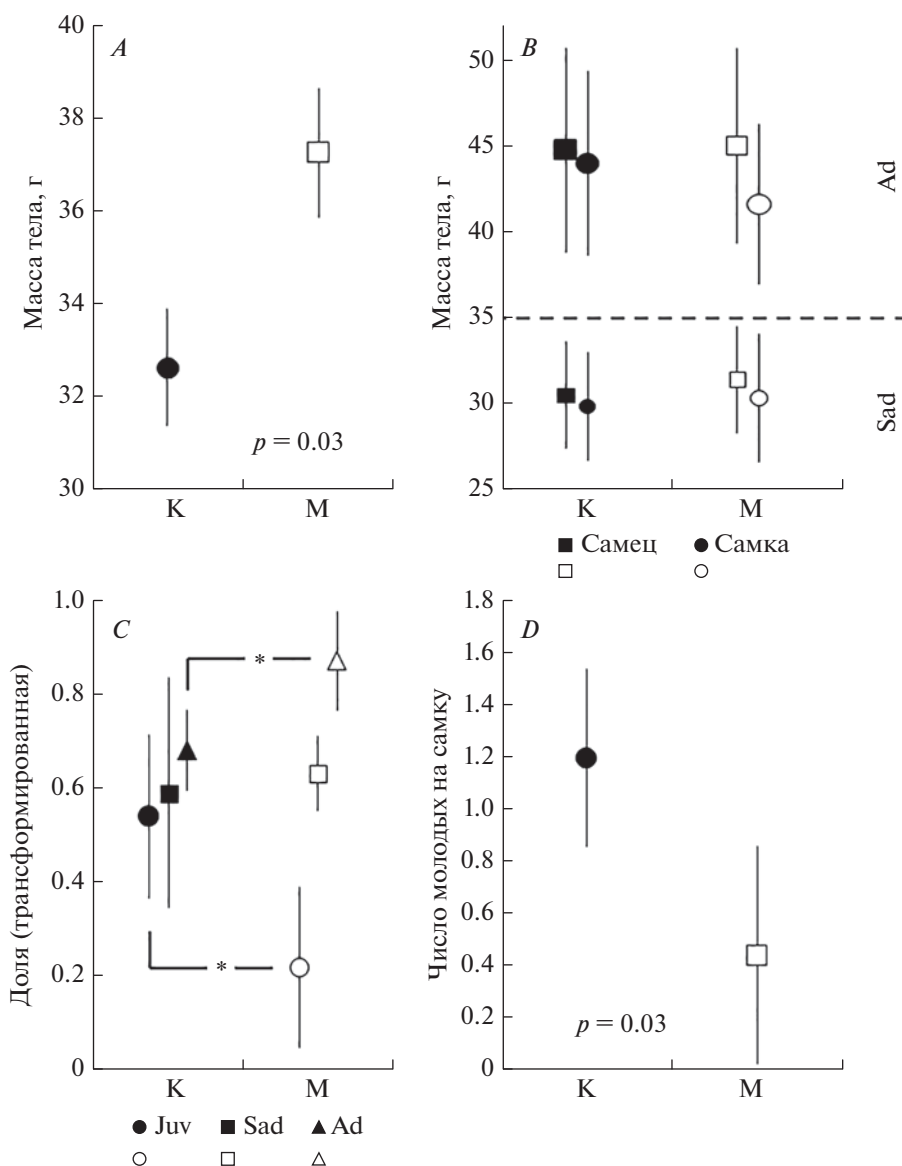 A
Масса тела, г
40
38
36
34
32
30
p = 0.03
К М
B
Масса тела, г
50
45
40
35
30
25
Ad
Sad
К М
■ Самец ● Самка
□ ○
C
Доля (трансформированная)
1.0
0.8
0.6
0.4
0.2
0
*
*
К М
● Juv ■ Sad ▲ Ad
○ □ △
D
Число молодых на самку
1.8
1.6
1.4
1.2
1.0
0.8
0.6
0.4
0.2
0
p = 0.03
К М